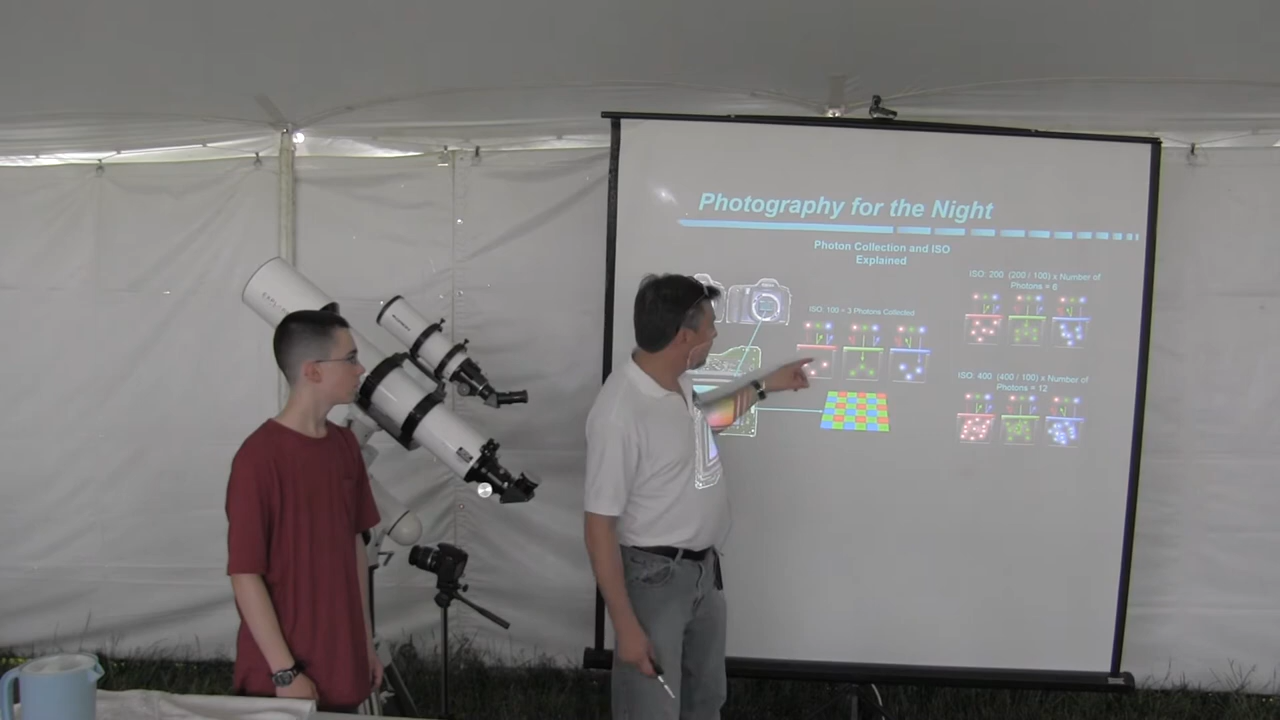 Photography for the Night
Photon Collection and ISO
Explained
ISO: 100 = 3 Photons Collected
ISO: 200 (200 / 100) x Number of
Photons = 6
ISO: 400 (400 / 100) x Number of
Photons = 12